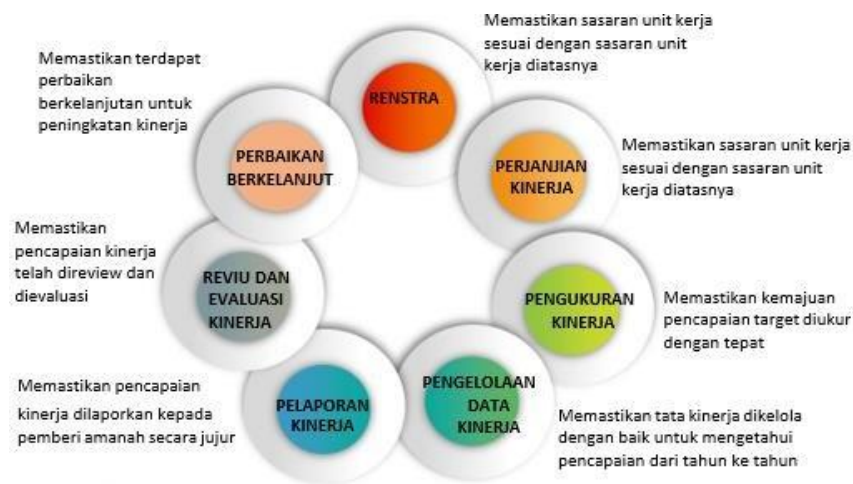 RENSTRA
Memastikan sasaran unit kerja
sesuai dengan sasaran unit
kerja diatasnya
PERJANJIAN
KINERJA
Memastikan sasaran unit kerja
sesuai dengan sasaran unit
kerja diatasnya
PENGUKURAN
KINERJA
Memastikan kemajuan
pencapaian target diukur
dengan tepat
PENGELOLAAN
DATA
KINERJA
Memastikan tata kinerja dikelola
dengan baik untuk mengetahui
pencapaian dari tahun ke tahun
PELAPORAN
KINERJA
Memastikan pencapaian
kinerja dilaporkan kepada
pemberi amanah secara jujur
REVIU DAN
EVALUASI
KINERJA
Memastikan
pencapaian kinerja
telah direview dan
dievaluasi
PERBAIKAN
BERKELANJUT
Memastikan terdapat
perbaikan
berkelanjutan untuk
peningkatan kinerja